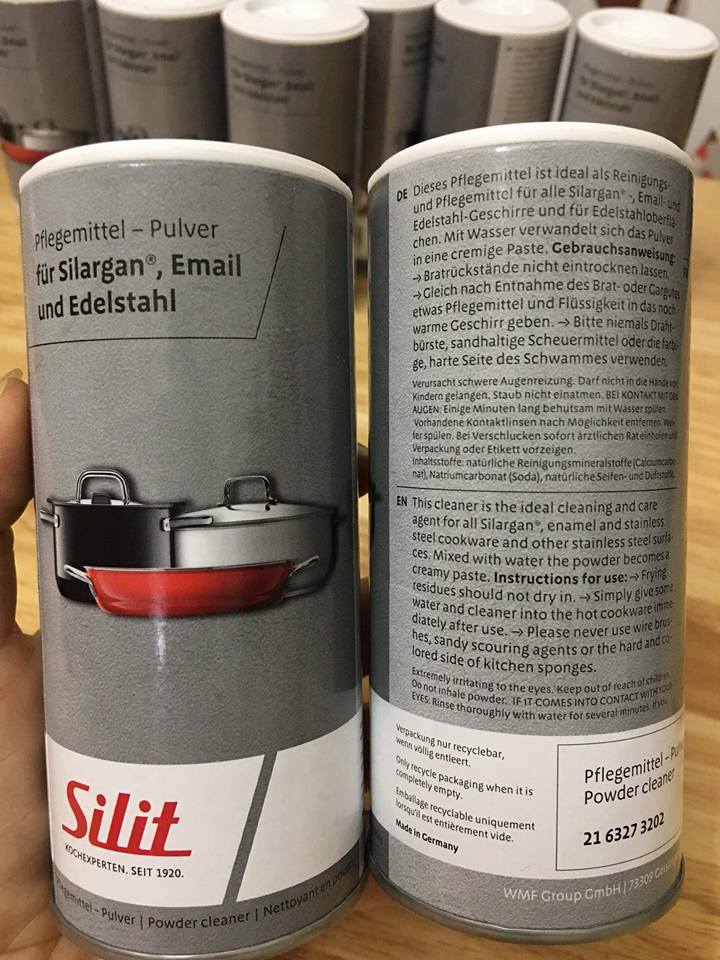 Pflegemittel – Pulver
für Silargan®, Email
und Edelstahl
Silit
KOCHEXPERTEN. SEIT 1920.
Pflegemittel – Pulver | Powder cleaner | Nettoyant en
DE Dieses Pflegemittel ist ideal als Reinigungs-
und Pflegemittel für alle Silargan® -, Email- und
Edelstahl-Geschirre und für Edelstahloberflä-
chen. Mit Wasser verwandelt sich das Pulver
in eine cremige Paste. Gebrauchsanweisung:
→ Bratrückstände nicht eintrocknen lassen.
→ Gleich nach Entnahme des Brat- oder Gargutes
etwas Pflegemittel und Flüssigkeit in das noch
warme Geschirr geben. → Bitte niemals Draht-
bürste, sandhaltige Scheuermittel oder die farbi-
ge, harte Seite des Schwammes verwenden.
Verursacht schwere Augenreizung. Darf nicht in die Hände von
Kindern gelangen. Staub nicht einatmen. BEI KONTAKT MIT DEN
AUGEN: Einige Minuten lang behutsam mit Wasser spülen.
Vorhandene Kontaktlinsen nach Möglichkeit entfernen. Wei-
ter spülen. Bei Verschlucken sofort ärztlichen Rat einholen und
Verpackung oder Etikett vorzeigen.
Inhaltsstoffe: natürliche Reinigungsmineralstoffe (Calciumcarbo
nat), Natriumcarbonat (Soda), natürliche Seifen- und Duftstoffe.
EN This cleaner is the ideal cleaning and care
agent for all Silargan®, enamel and stainless
steel cookware and other stainless steel surfa-
ces. Mixed with water the powder becomes a
creamy paste. Instructions for use: → Frying
residues should not dry in. → Simply give some
water and cleaner into the hot cookware imme-
diately after use. → Please never use wire brus-
hes, sandy scouring agents or the hard and co-
lored side of kitchen sponges.
Extremely irritating to the eyes. Keep out of reach of children.
Do not inhale powder. IF IT COMES INTO CONTACT WITH YOUR
EYES: Rinse thoroughly with water for several minutes. If you
Verpackung nur recyclebar,
wenn völlig entleert.
Only recycle packaging when it is
completely empty.
Emballage recyclable uniquement
lorsqu'il est entièrement vide.
Made in Germany
Pflegemittel – Pulv
Powder cleaner
21 6327 3202
WMF Group GmbH | 73309